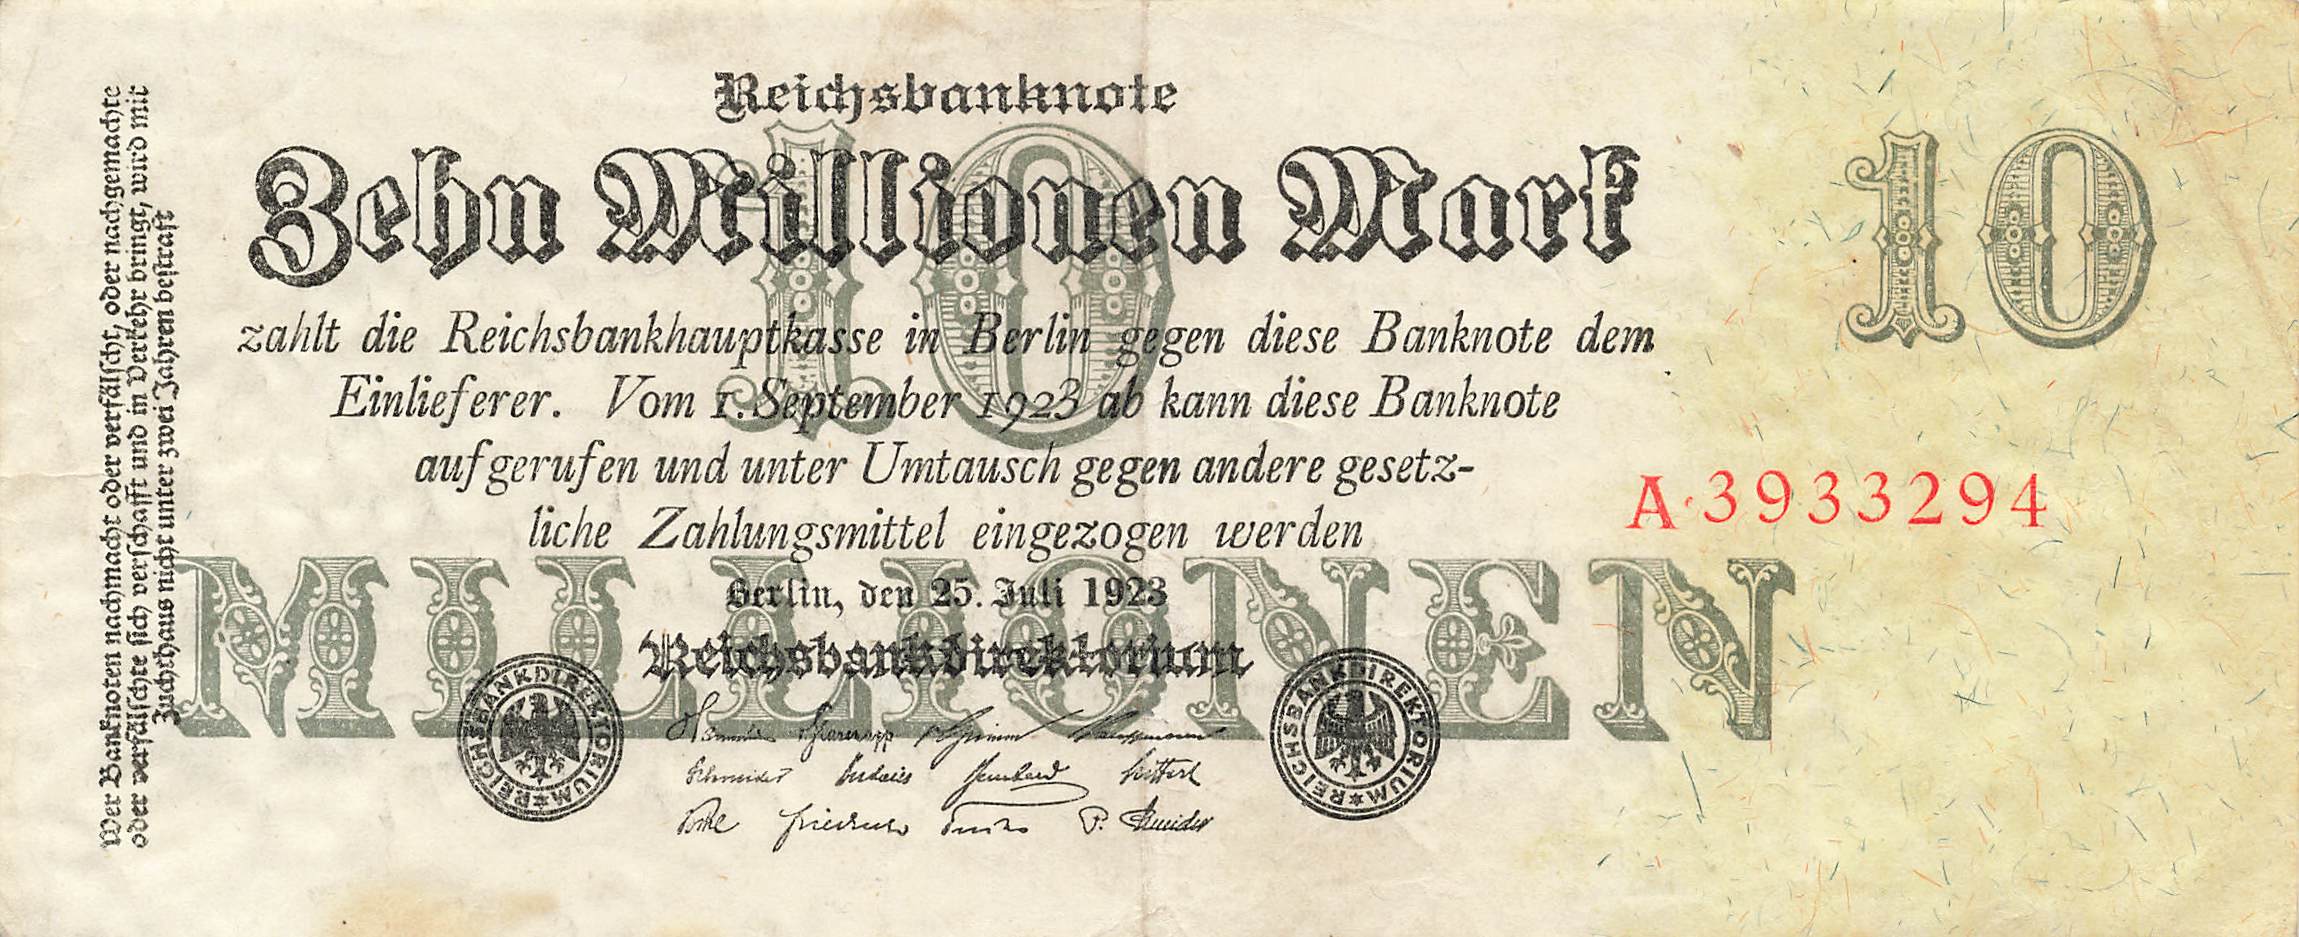 Reichsbanknote
Zehn Millionen Mark
zahlt die Reichsbankhauptkasse in Berlin gegen diese Banknote dem
Einlieferer. Vom 1. September 1923 ab kann diese Banknote
aufgerufen und unter Umtausch gegen andere gesetz-
liche Zahlungsmittel eingezogen werden
Berlin, den 25. Juli 1923
Reichsbankdirektorium
10
MILLIONEN
10
A·3933294
REICHSBANKDIREKTORIUM
REICHSBANKDIREKTORIUM
Schneider
P. Schneider
Wer Banknoten nachmacht oder verfälscht, oder nachgemachte
oder verfälschte sich verschafft und in Verkehr bringt, wird mit
Zuchthaus nicht unter zwei Jahren bestraft